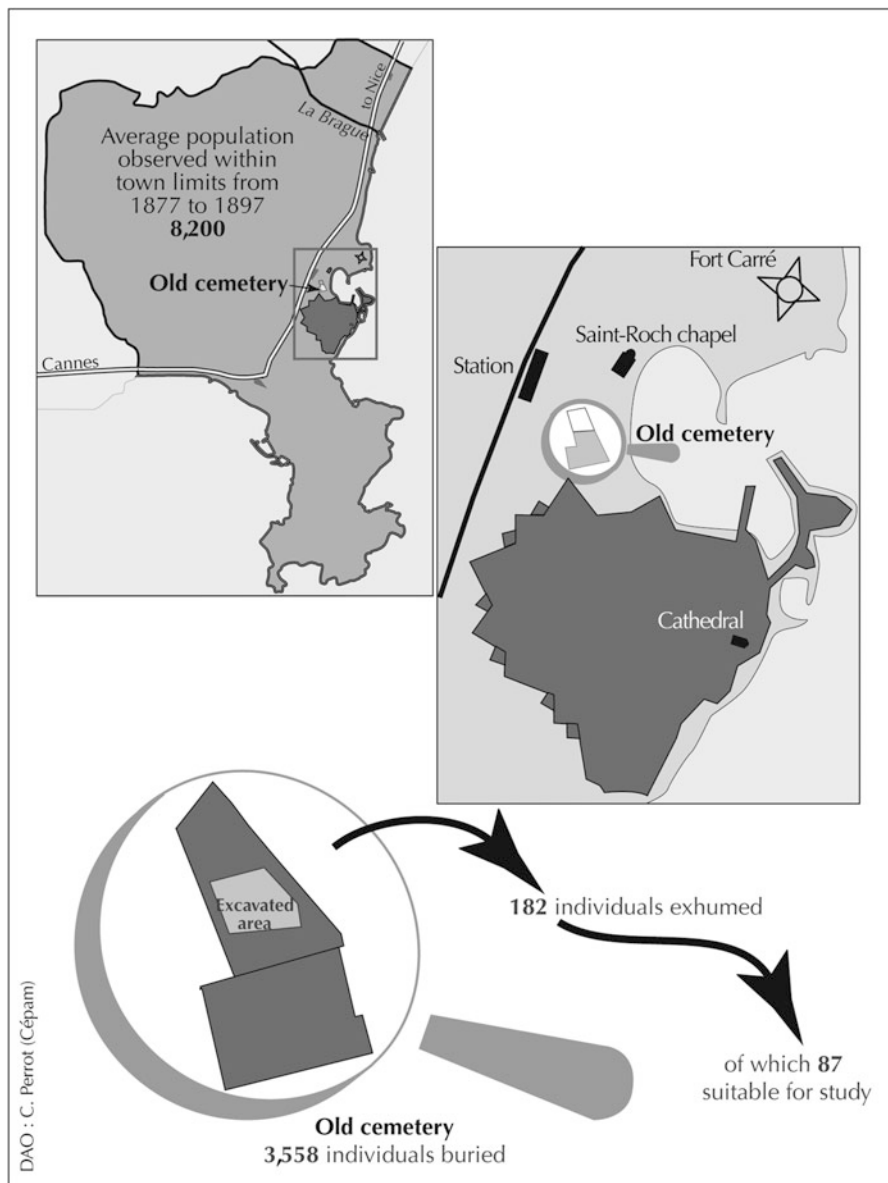 to Nice
La Brague
Average population
observed within
town limits from
1877 to 1897
8,200
Old cemetery
Cannes
Fort Carré
Saint-Roch chapel
Station
Old cemetery
Cathedral
Excavated
area
182 individuals exhumed
of which 87
suitable for study
Old cemetery
3,558 individuals buried
DAO : C. Perrot (Cépam)